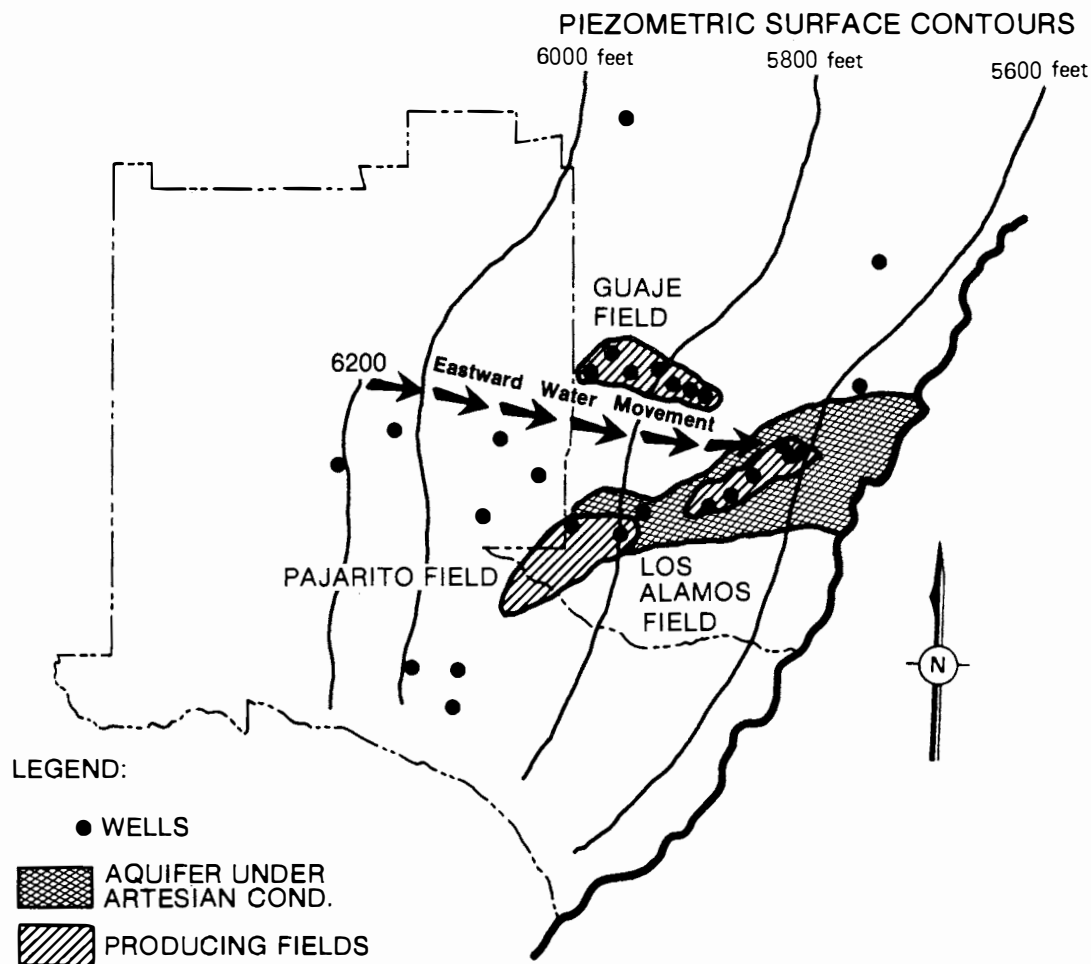 PIEZOMETRIC SURFACE CONTOURS
6000 feet
5800 feet
5600 feet
GUAJE
FIELD
6200
Eastward Water Movement
PAJARITO FIELD
LOS
ALAMOS
FIELD
N
LEGEND:
WELLS
AQUIFER UNDER
ARTESIAN COND.
PRODUCING FIELDS